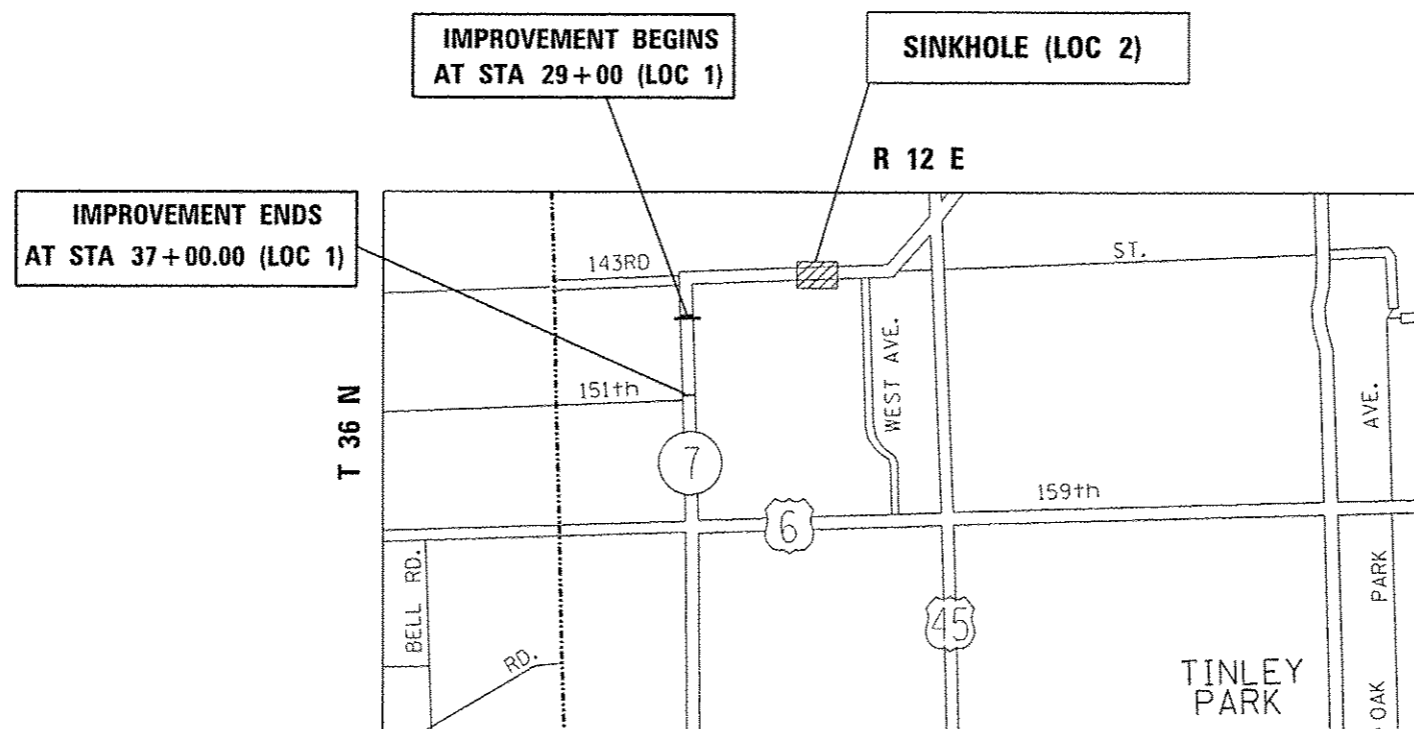 IMPROVEMENT BEGINS
AT STA 29+00 (LOC 1)
SINKHOLE (LOC 2)
R 12 E
IMPROVEMENT ENDS
AT STA 37+00.00 (LOC 1)
143RD
ST.
T 36 N
151th
WEST AVE.
AVE.
7
159th
6
BELL RD.
45
PARK
RD.
TINLEY
PARK
OAK